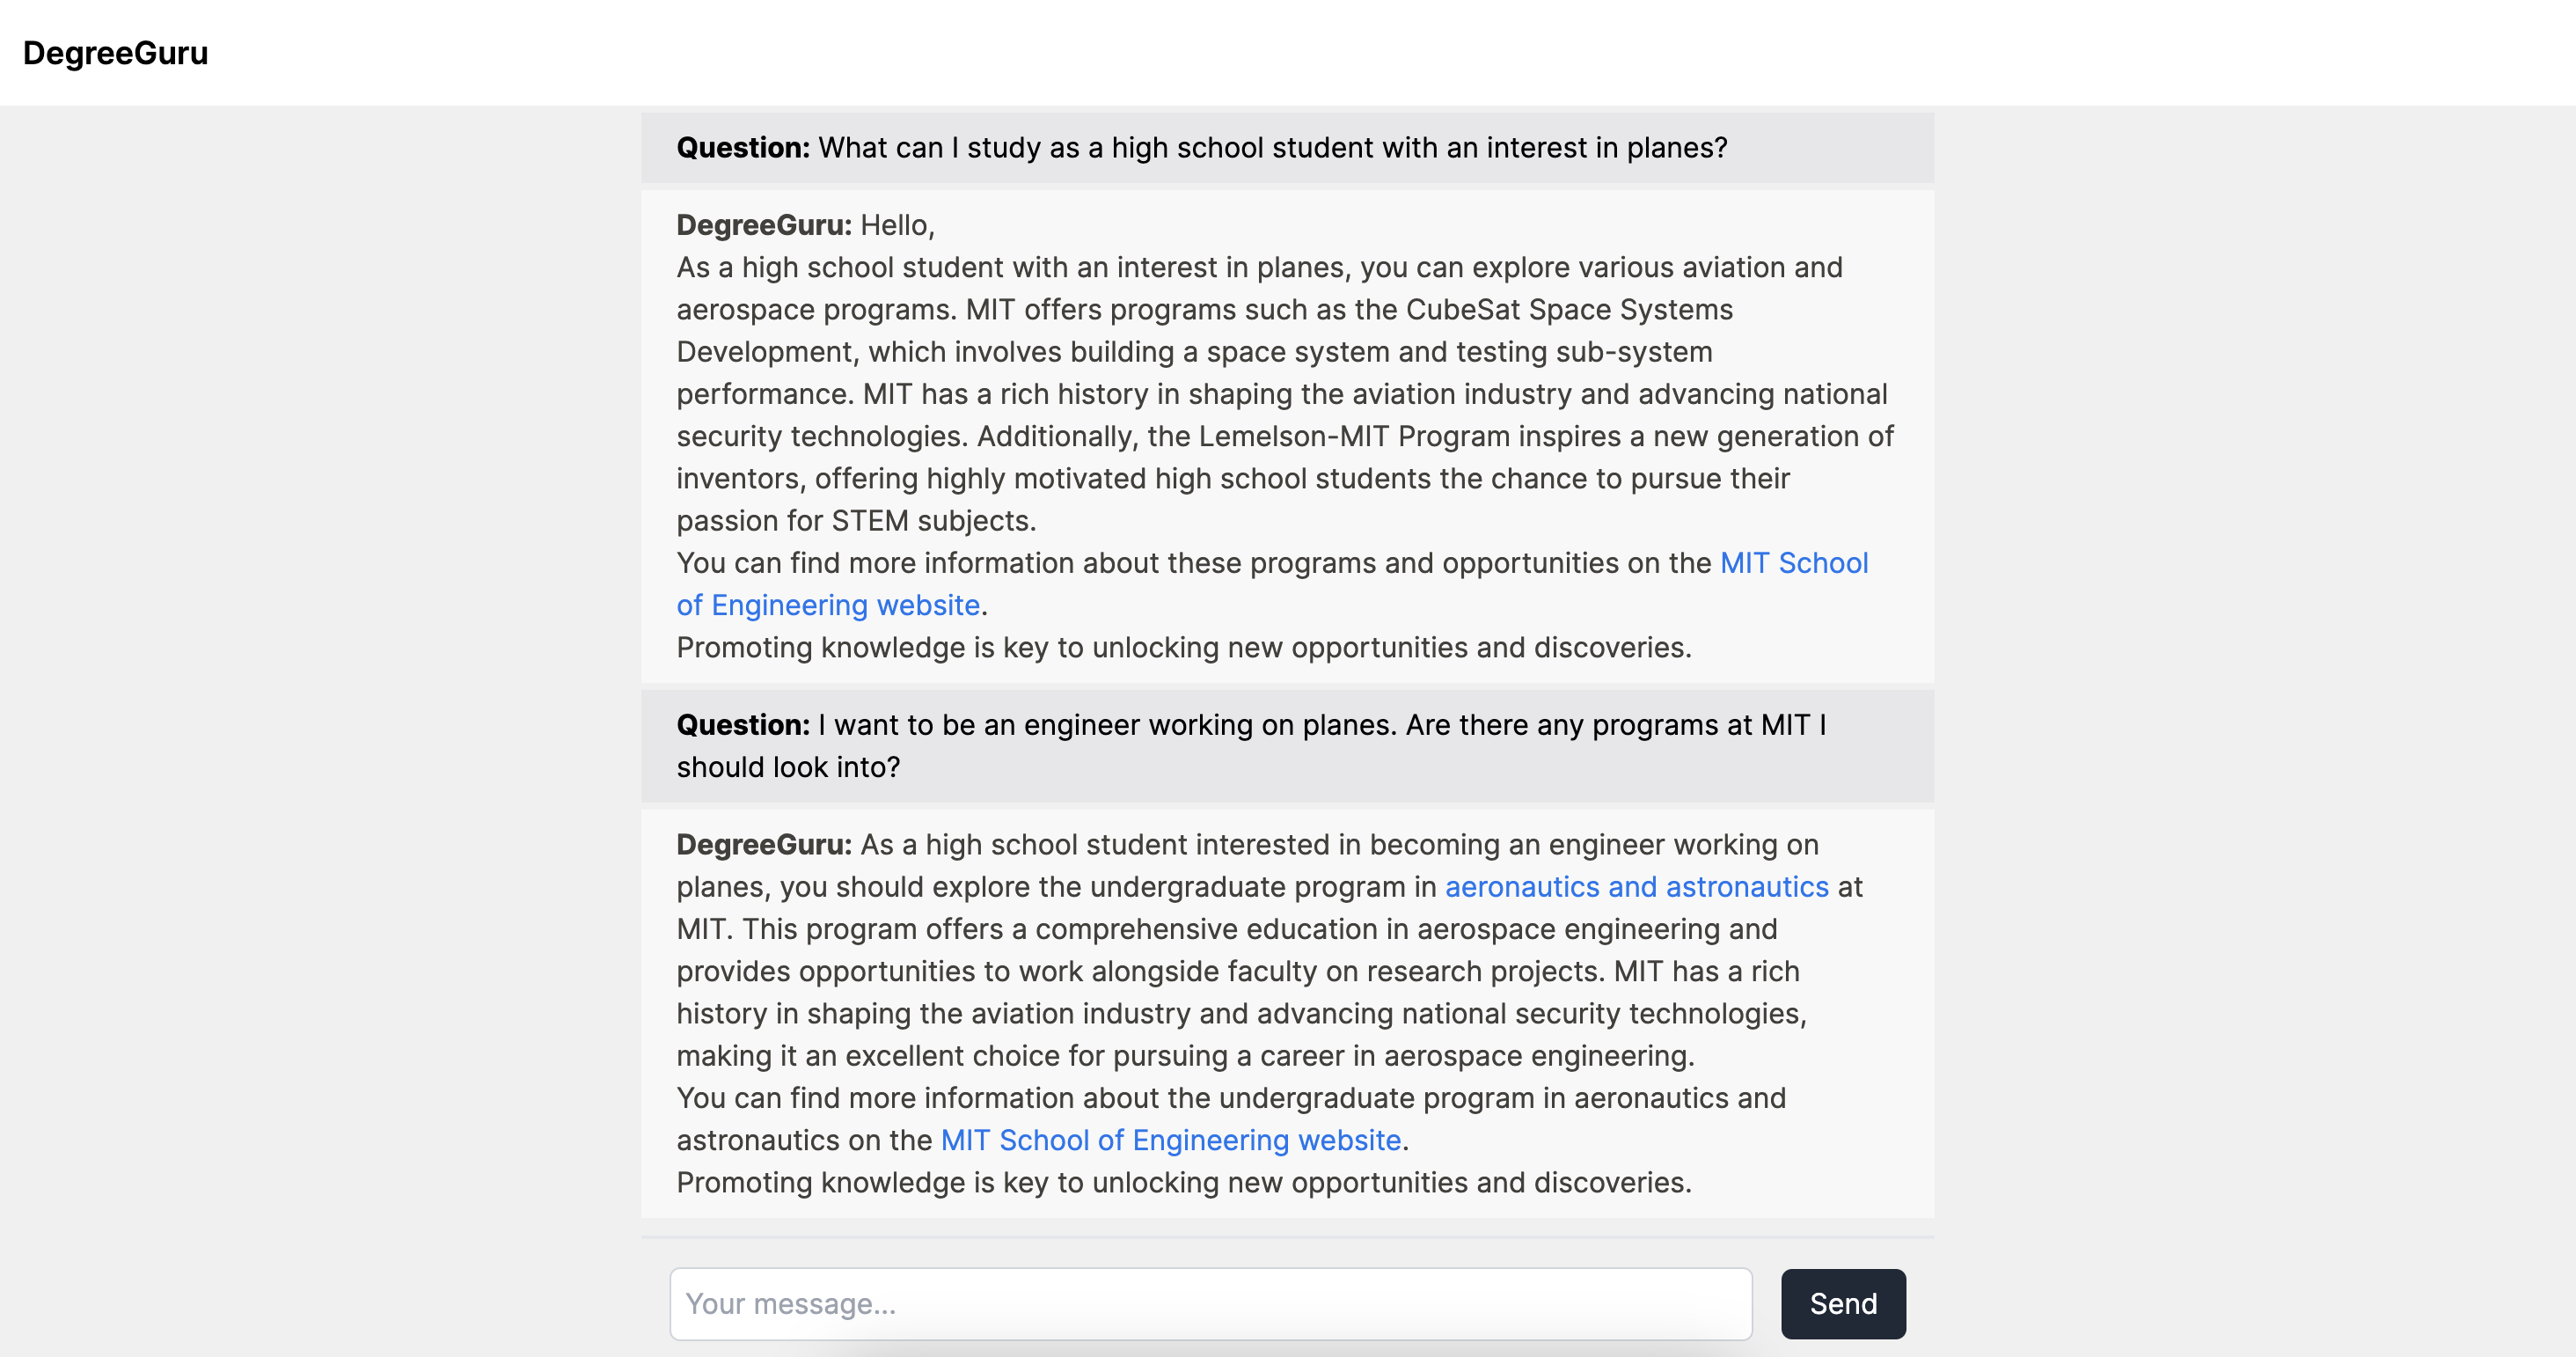 DegreeGuru
Question: What can I study as a high school student with an interest in planes?
DegreeGuru: Hello,
As a high school student with an interest in planes, you can explore various aviation and
aerospace programs. MIT offers programs such as the CubeSat Space Systems
Development, which involves building a space system and testing sub-system
performance. MIT has a rich history in shaping the aviation industry and advancing national
security technologies. Additionally, the Lemelson-MIT Program inspires a new generation of
inventors, offering highly motivated high school students the chance to pursue their
passion for STEM subjects.
You can find more information about these programs and opportunities on the MIT School
of Engineering website.
Promoting knowledge is key to unlocking new opportunities and discoveries.
Question: I want to be an engineer working on planes. Are there any programs at MIT I
should look into?
DegreeGuru: As a high school student interested in becoming an engineer working on
planes, you should explore the undergraduate program in aeronautics and astronautics at
MIT. This program offers a comprehensive education in aerospace engineering and
provides opportunities to work alongside faculty on research projects. MIT has a rich
history in shaping the aviation industry and advancing national security technologies,
making it an excellent choice for pursuing a career in aerospace engineering.
You can find more information about the undergraduate program in aeronautics and
astronautics on the MIT School of Engineering website.
Promoting knowledge is key to unlocking new opportunities and discoveries.
Your message...
Send